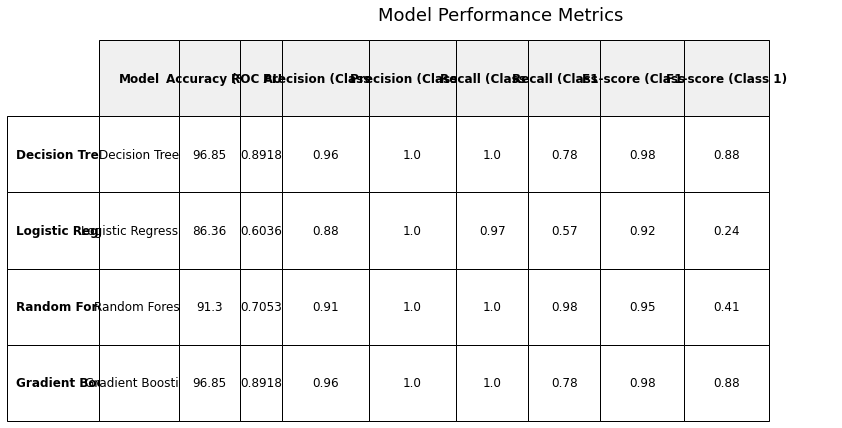 Model Performance Metrics
Model Accuracy ( ROC AU Precision (Class Precision (Class Recall (Class Recall (Class F1-score (Class F1-score (Class 1)
Decision Tre Decision Tree 96.85 0.8918 0.96 1.0 1.0 0.78 0.98 0.88
Logistic Reg Logistic Regress 86.36 0.6036 0.88 1.0 0.97 0.57 0.92 0.24
Random For Random Fores 91.3 0.7053 0.91 1.0 1.0 0.98 0.95 0.41
Gradient Boo Gradient Boosti 96.85 0.8918 0.96 1.0 1.0 0.78 0.98 0.88